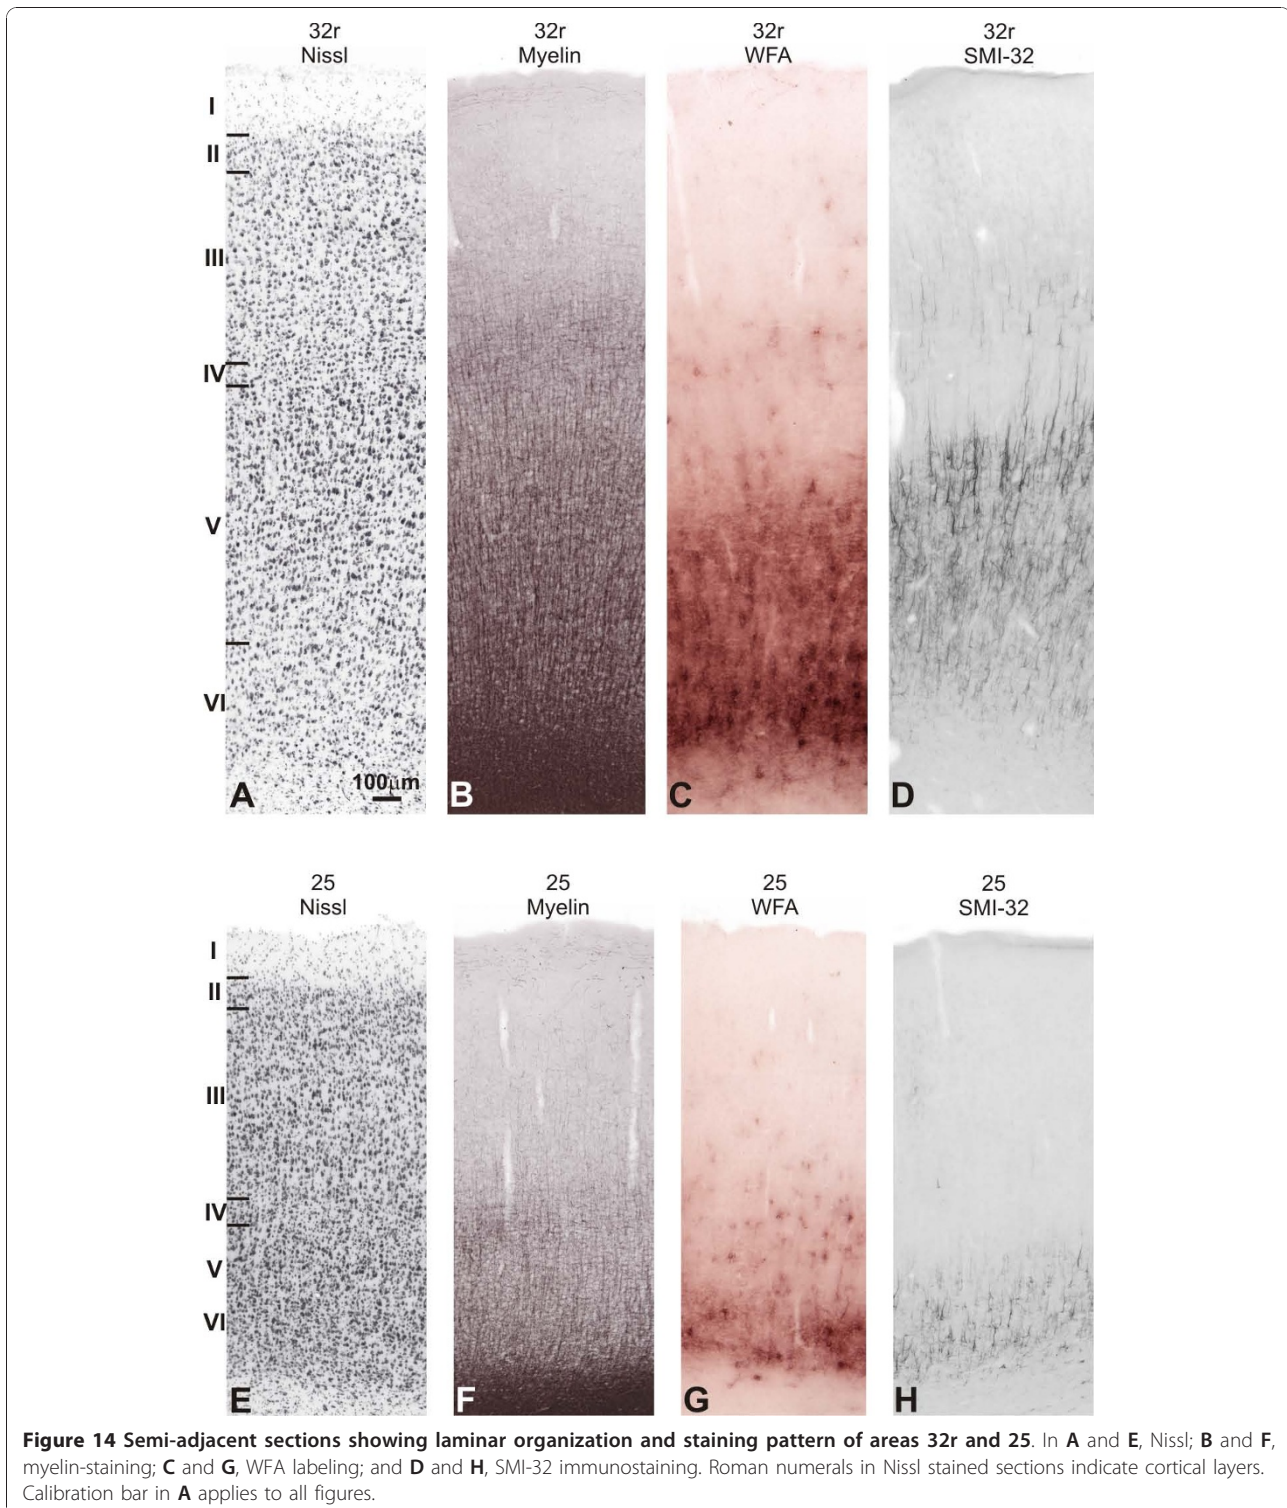 32r
Nissl
32r
Myelin
32r
WFA
32r
SMI-32
I
II
III
IV
V
VI
100μm
A
B
C
D
25
Nissl
25
Myelin
25
WFA
25
SMI-32
I
II
III
IV
V
VI
E
F
G
H
Figure 14 Semi-adjacent sections showing laminar organization and staining pattern of areas 32r and 25. In A and E, Nissl; B and F,
myelin-staining; C and G, WFA labeling; and D and H, SMI-32 immunostaining. Roman numerals in Nissl stained sections indicate cortical layers.
Calibration bar in A applies to all figures.